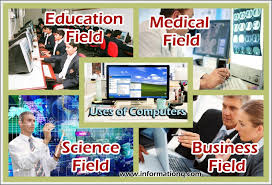 Education
Field
Medical
Field
Uses of Computers
www.informationq.com
Science
Field
Business
Field